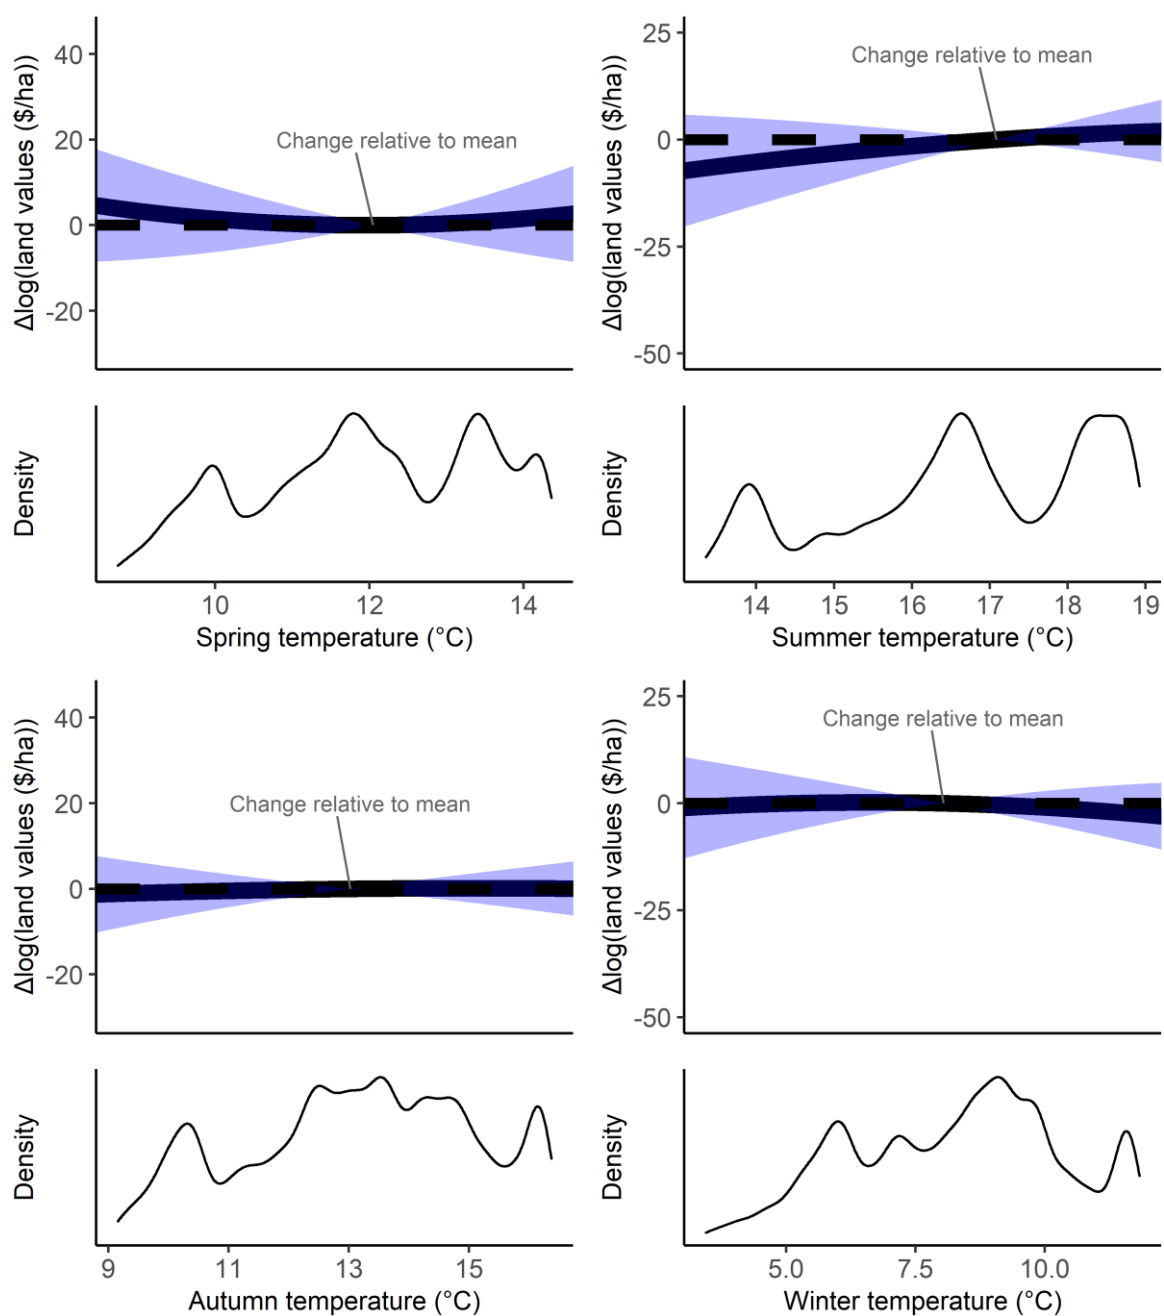 Δlog(land values ($/ha))
40
20
0
-20
Change relative to mean
Density
10
12
14
Spring temperature (°C)
Δlog(land values ($/ha))
25
0
-25
-50
Change relative to mean
Density
14
15
16
17
18
19
Summer temperature (°C)
Δlog(land values ($/ha))
40
20
0
-20
Change relative to mean
Density
9
11
13
15
Autumn temperature (°C)
Δlog(land values ($/ha))
25
0
-25
-50
Change relative to mean
Density
5.0
7.5
10.0
Winter temperature (°C)